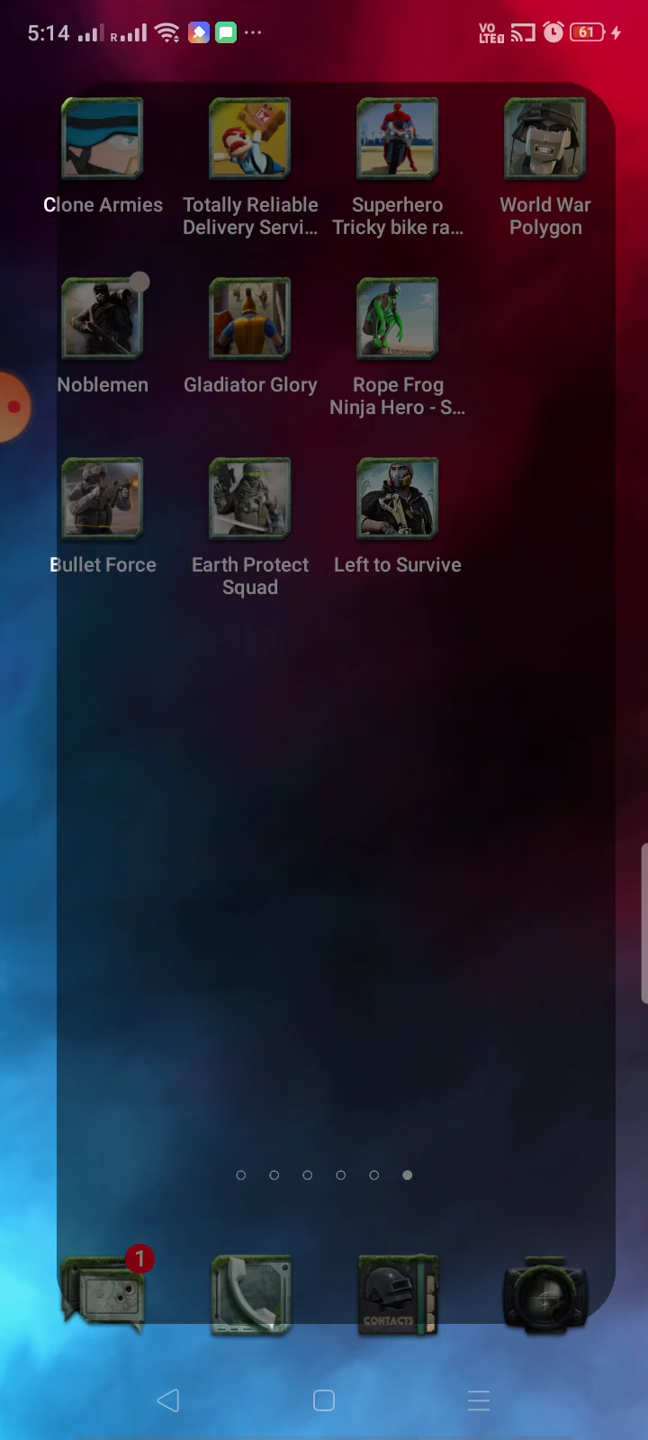 5:14
R
VO
LTE
61
Clone Armies
Totally Reliable
Delivery Servi...
Superhero
Tricky bike ra...
World War
Polygon
Noblemen
Gladiator Glory
Rope Frog
Ninja Hero - S...
Bullet Force
Earth Protect
Squad
Left to Survive
1
CONTACTS